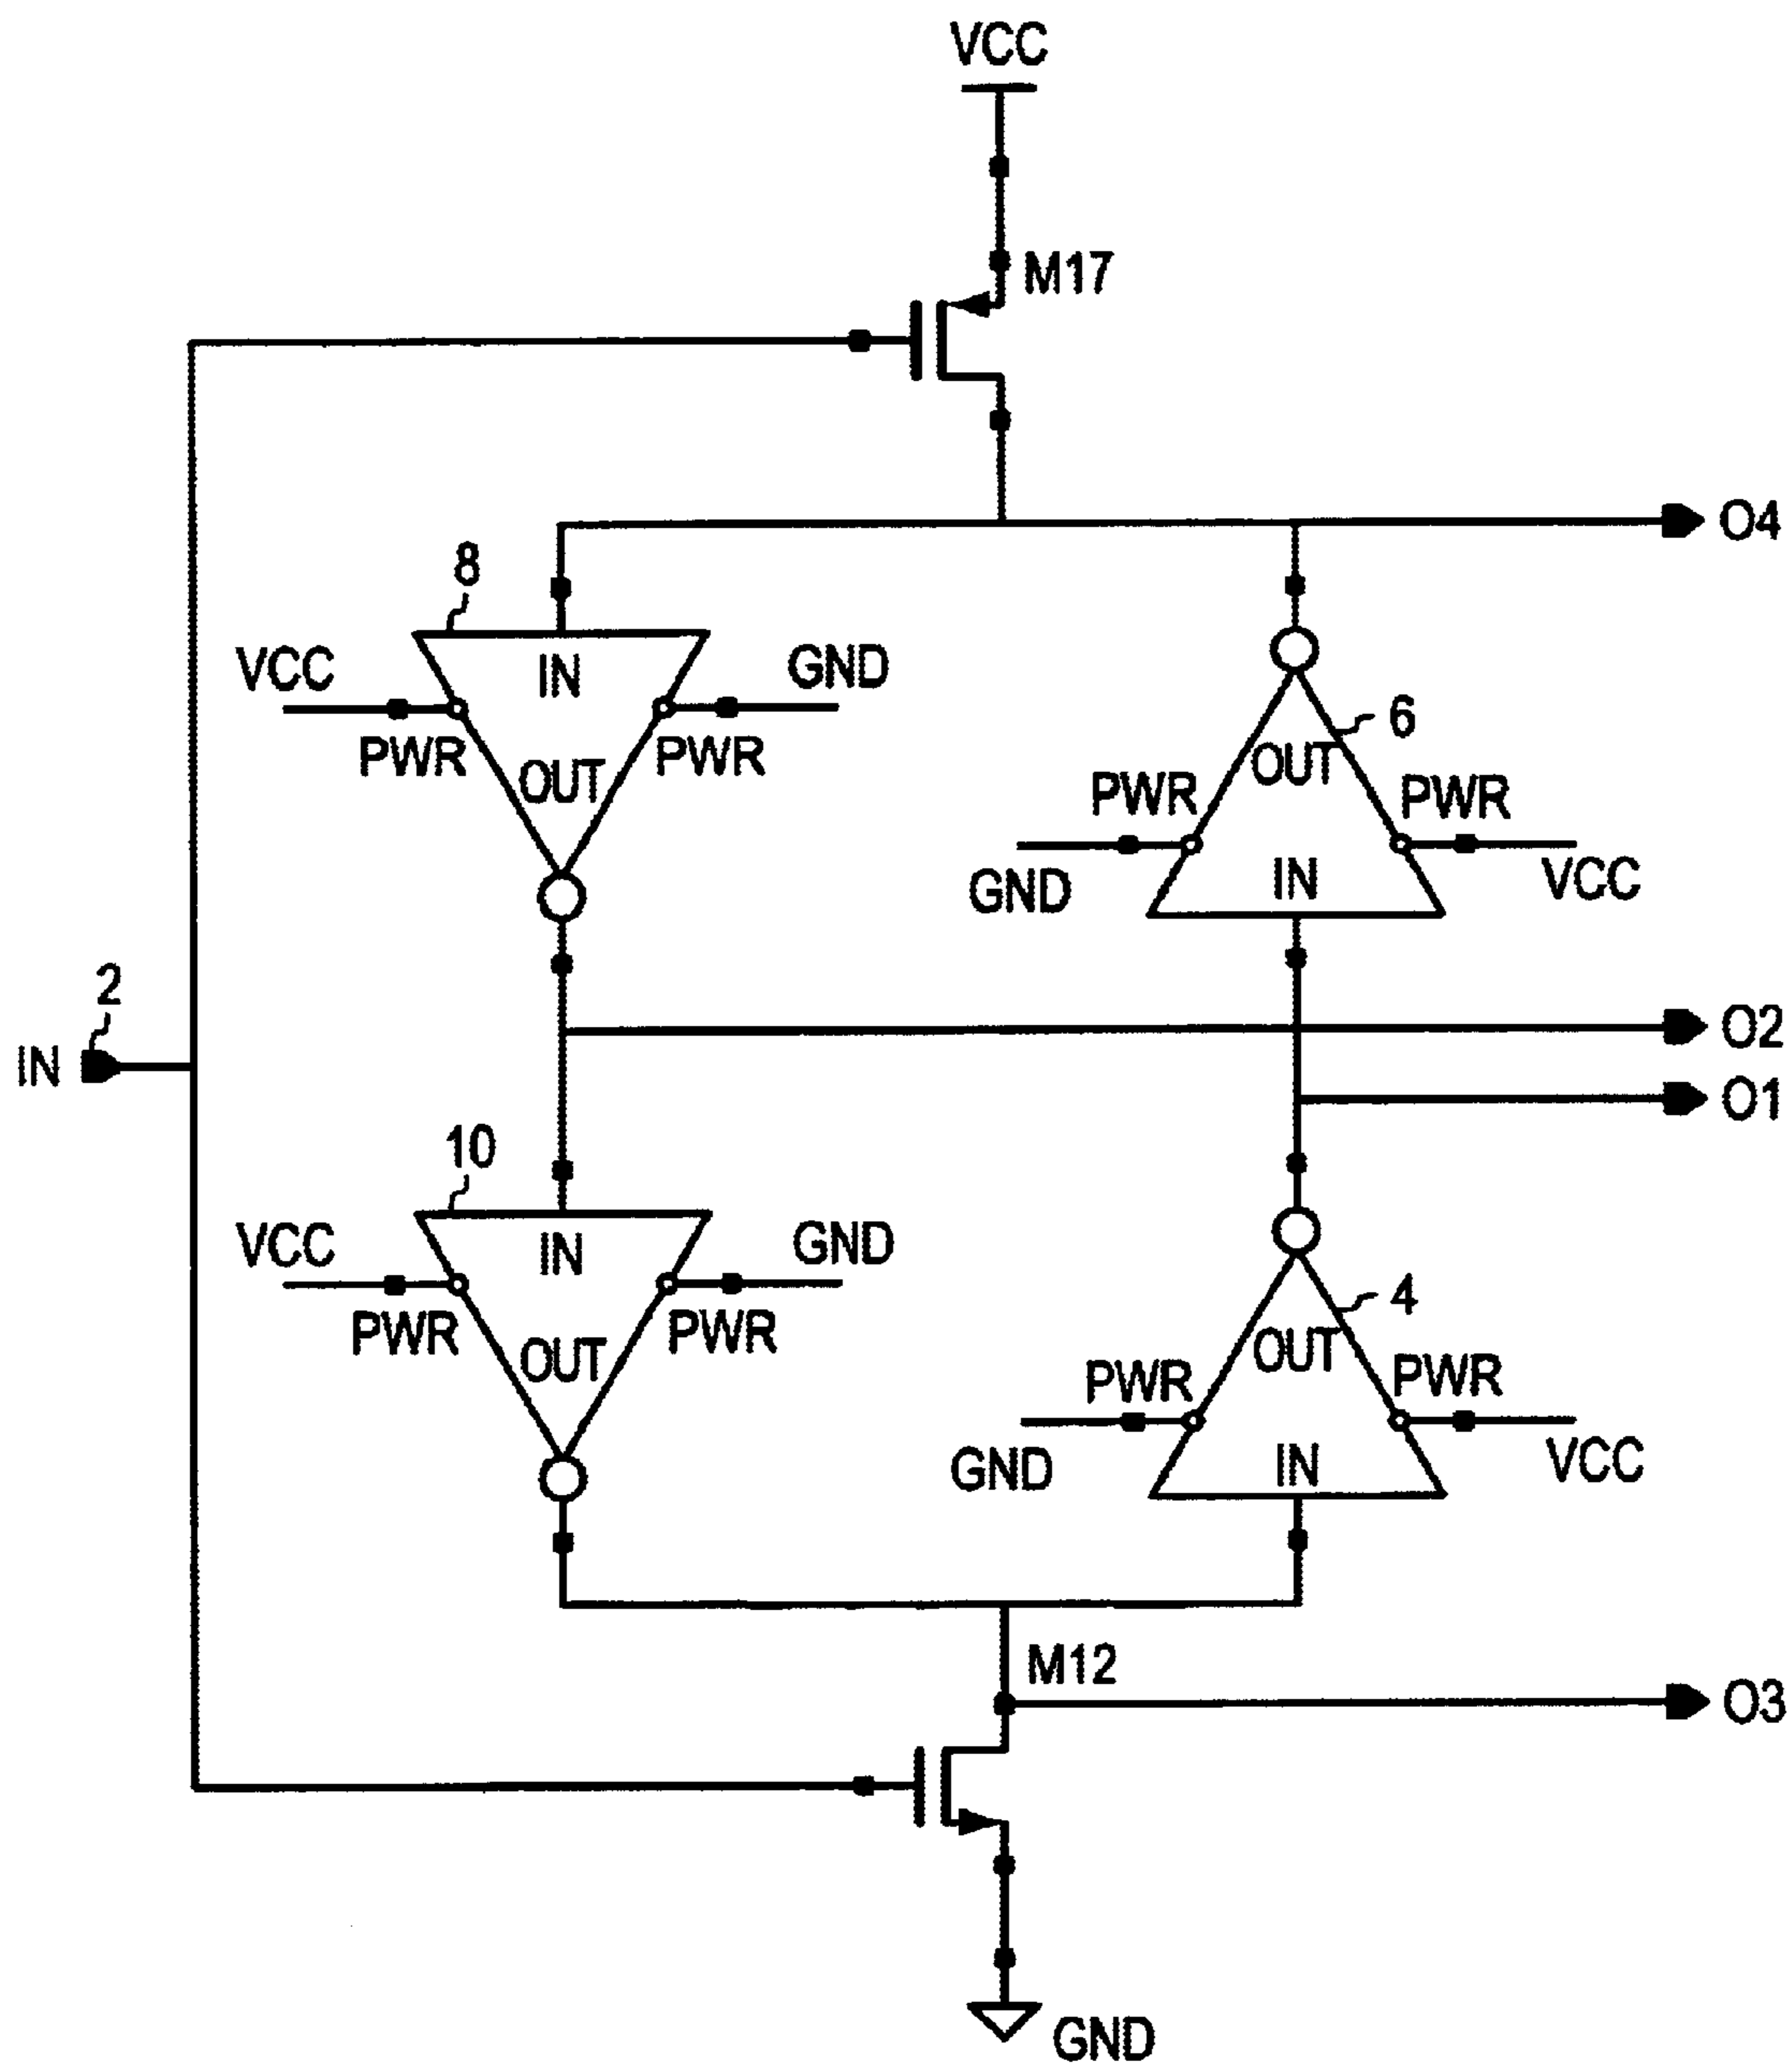 VCC
M17
O4
8
VCC
IN
GND
6
PWR
OUT
PWR
OUT
PWR
PWR
GND
IN
VCC
2
O2
IN
O1
10
VCC
IN
GND
4
PWR
OUT
PWR
OUT
PWR
PWR
GND
IN
VCC
M12
O3
GND